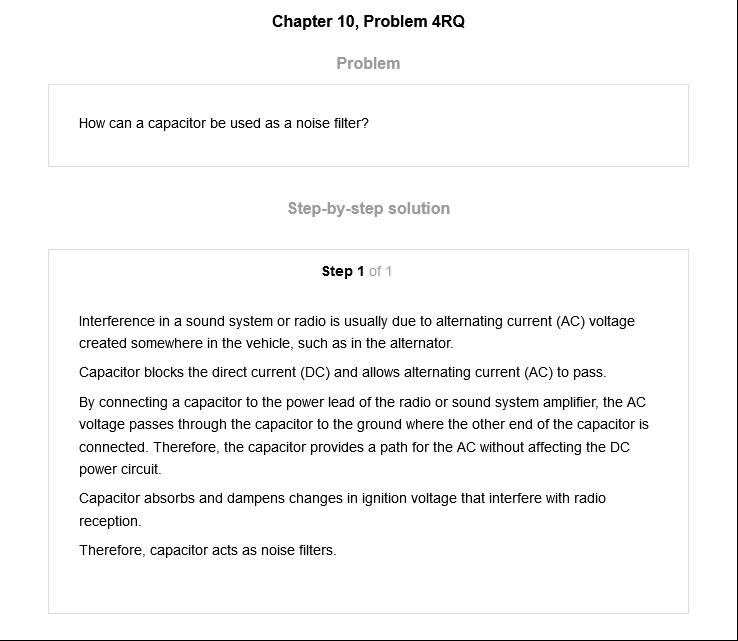 Chapter 10, Problem 4RQ
Problem
How can a capacitor be used as a noise filter?
Step-by-step solution
Step 1 of 1
Interference in a sound system or radio is usually due to alternating current (AC) voltage
created somewhere in the vehicle, such as in the alternator.
Capacitor blocks the direct current (DC) and allows alternating current (AC) to pass.
By connecting a capacitor to the power lead of the radio or sound system amplifier, the AC
voltage passes through the capacitor to the ground where the other end of the capacitor is
connected. Therefore, the capacitor provides a path for the AC without affecting the DC
power circuit.
Capacitor absorbs and dampens changes in ignition voltage that interfere with radio
reception.
Therefore, capacitor acts as noise filters.